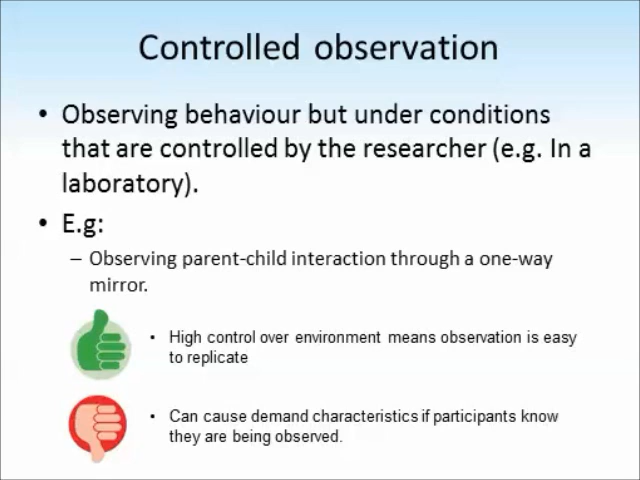 Controlled observation
• Observing behaviour but under conditions
that are controlled by the researcher (e.g. In a
laboratory).
• E.g:
– Observing parent-child interaction through a one-way
mirror.
• High control over environment means observation is easy
to replicate
• Can cause demand characteristics if participants know
they are being observed.